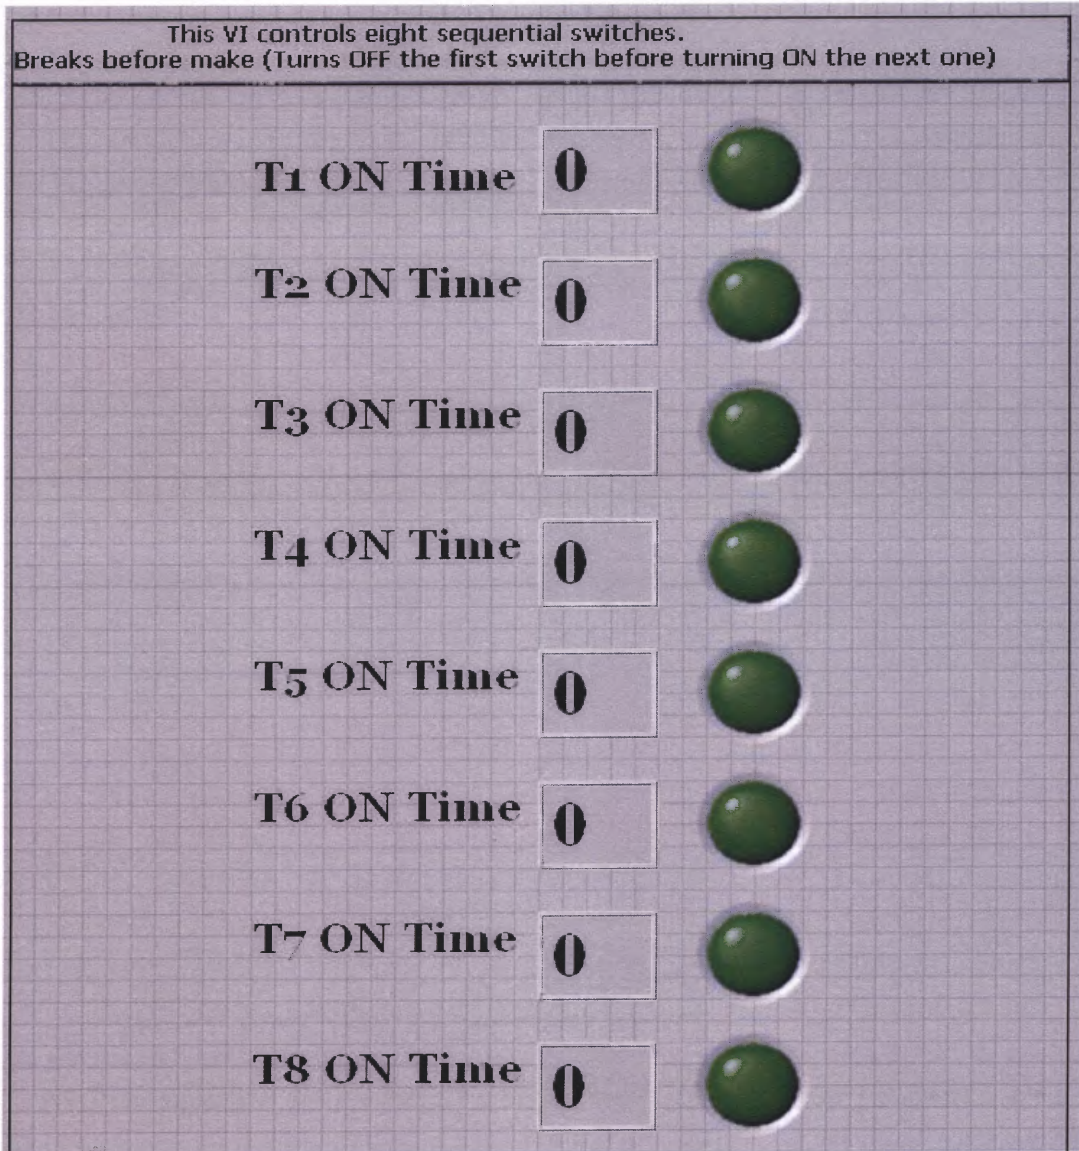 This VI controls eight sequential switches.
Breaks before make (Turns OFF the first switch before turning ON the next one)
T1 ON Time 0
T2 ON Time 0
T3 ON Time 0
T4 ON Time 0
T5 ON Time 0
T6 ON Time 0
T7 ON Time 0
T8 ON Time 0